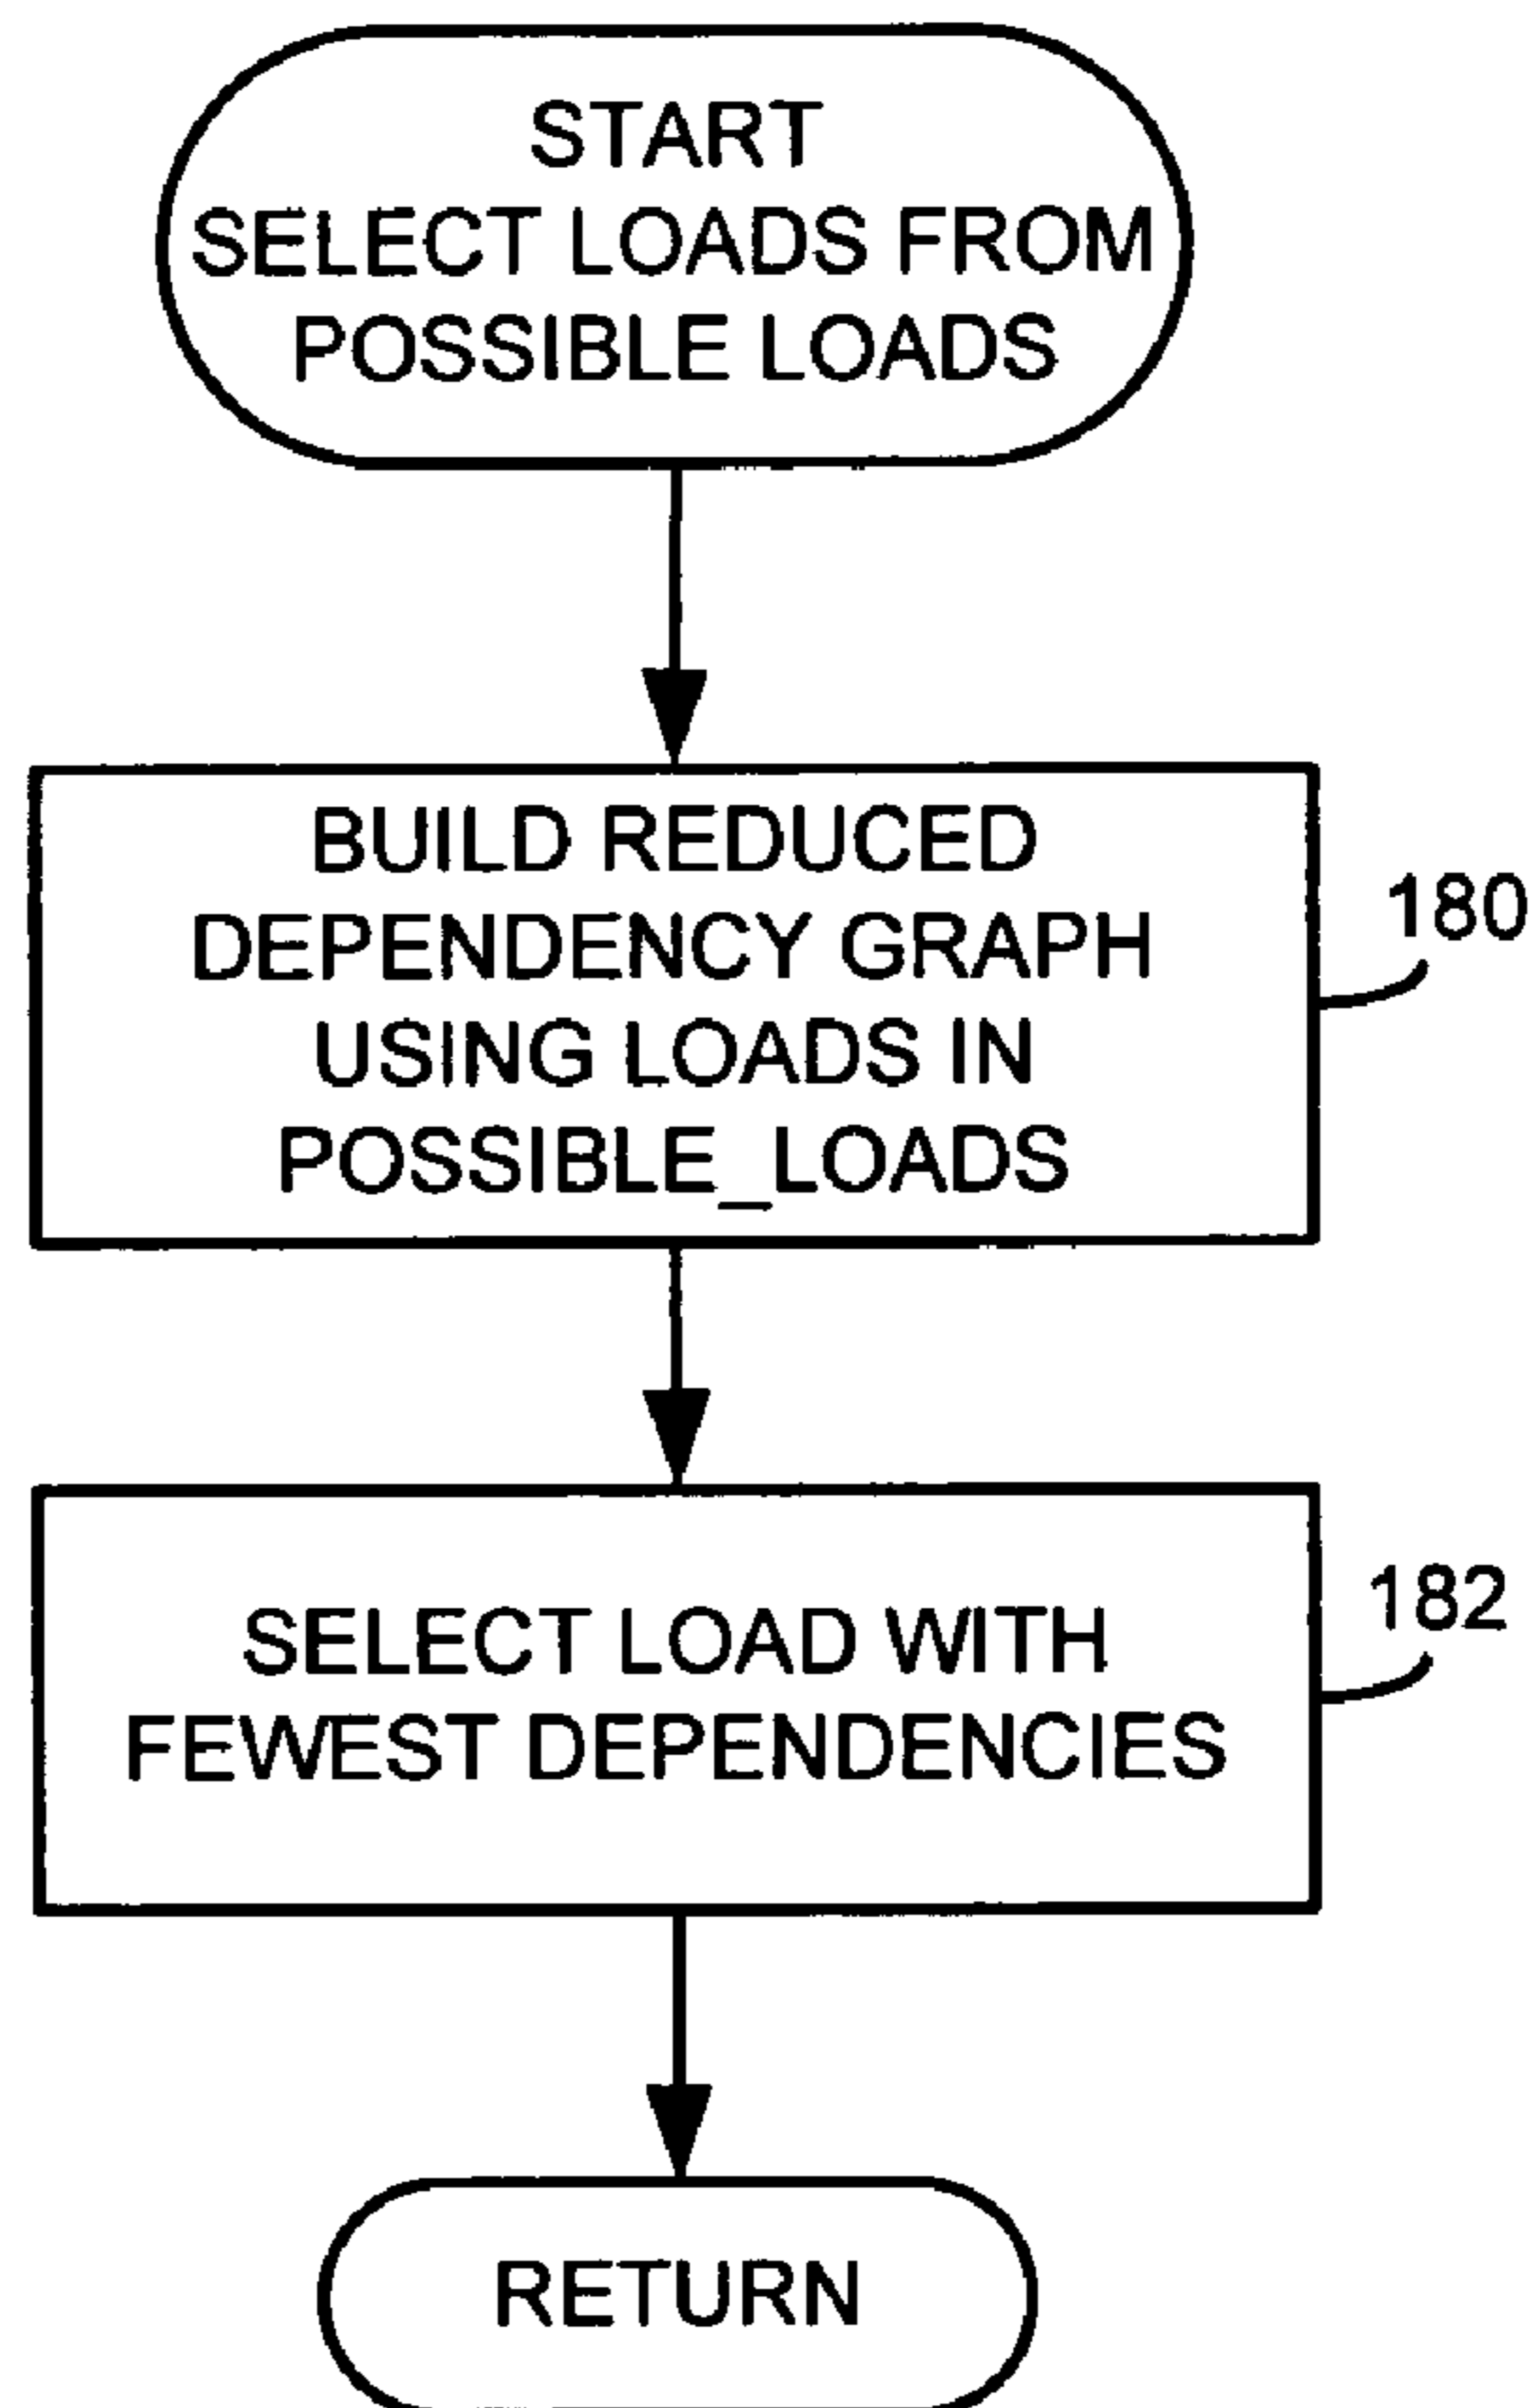 START
SELECT LOADS FROM
POSSIBLE LOADS
BUILD REDUCED
DEPENDENCY GRAPH
USING LOADS IN
POSSIBLE_LOADS
180
SELECT LOAD WITH
FEWEST DEPENDENCIES
182
RETURN